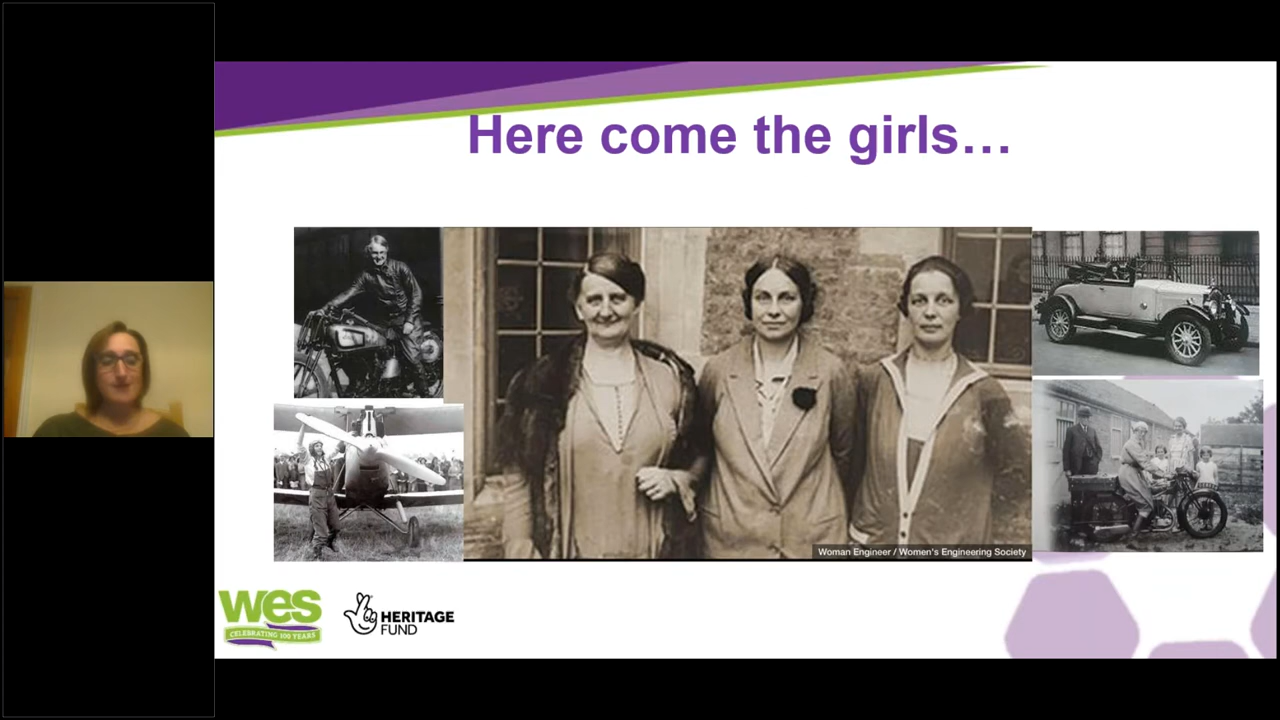 Here come the girls…
Woman Engineer / Women's Engineering Society
wes
CELEBRATING 100 YEARS
HERITAGE
FUND